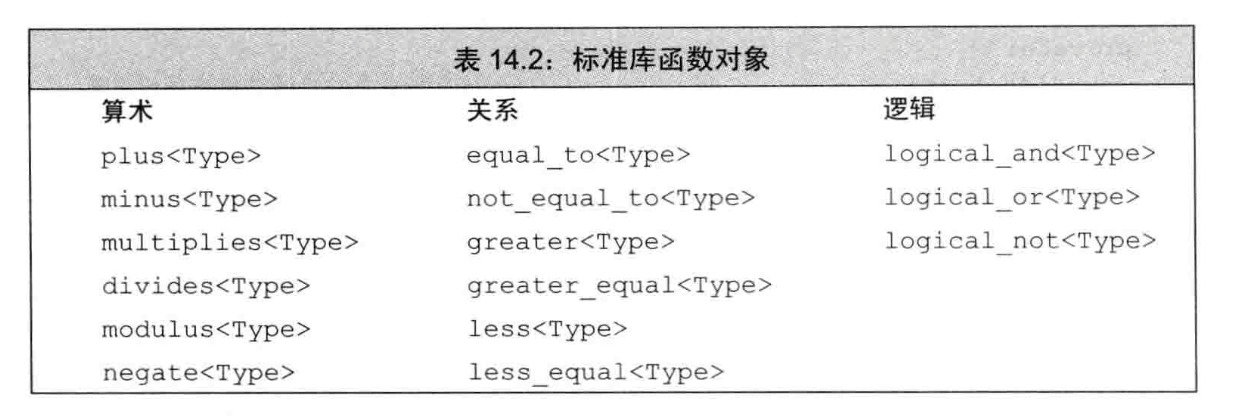 表 14.2：标准库函数对象
算术 关系 逻辑
plus<Type> equal_to<Type> logical_and<Type>
minus<Type> not_equal_to<Type> logical_or<Type>
multiplies<Type> greater<Type> logical_not<Type>
divides<Type> greater_equal<Type>
modulus<Type> less<Type>
negate<Type> less_equal<Type>